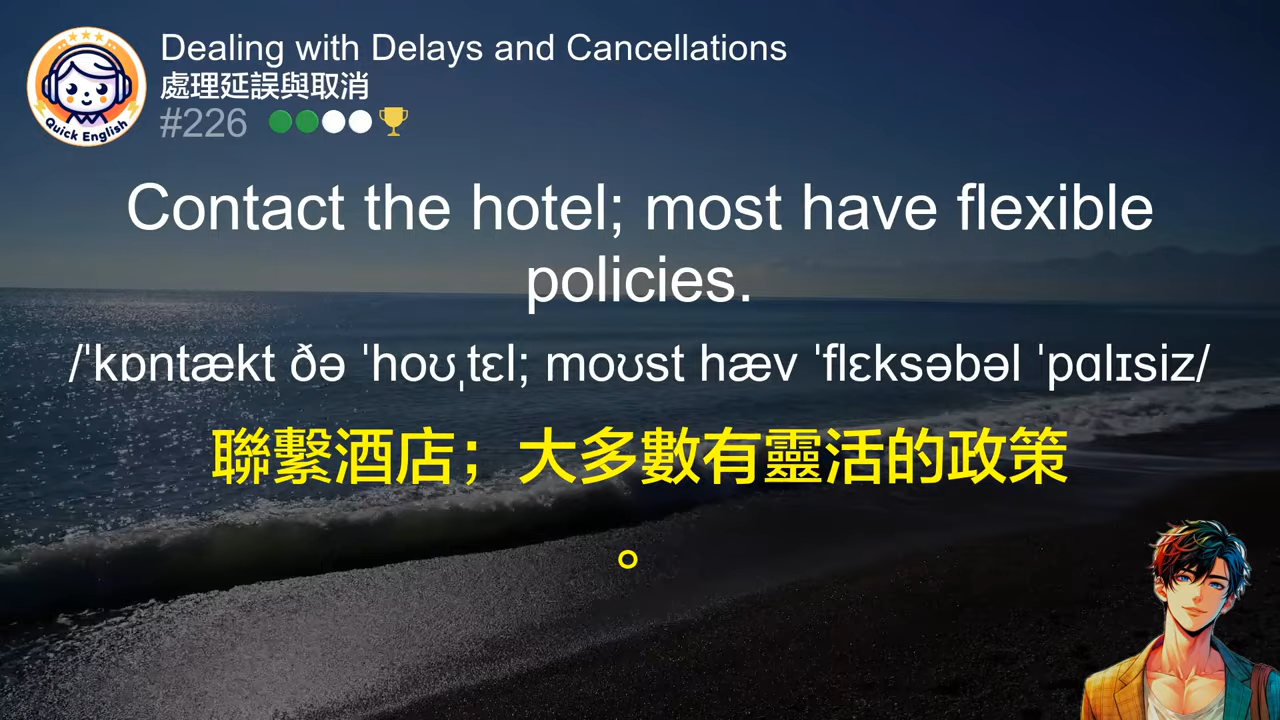 Dealing with Delays and Cancellations
處理延誤與取消
#226
Quick English
Contact the hotel; most have flexible
policies.
/ˈkɒntækt ðə ˈhoʊˌtɛl; moʊst hæv ˈflɛksəbəl ˈpɑlɪsiz/
聯繫酒店；大多數有靈活的政策
。